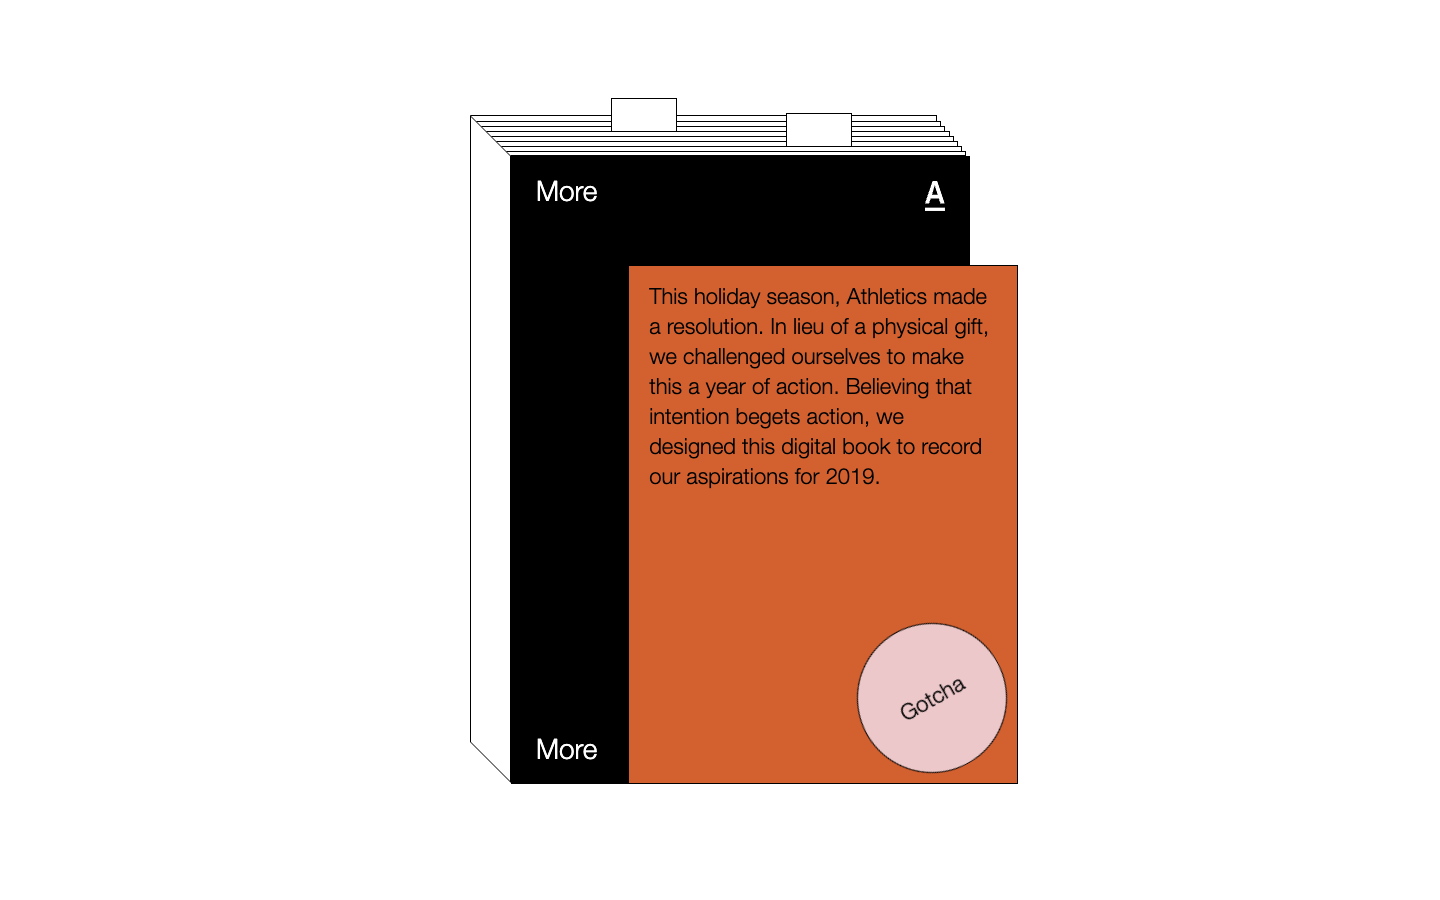 More
A
This holiday season, Athletics made
a resolution. In lieu of a physical gift,
we challenged ourselves to make
this a year of action. Believing that
intention begets action, we
designed this digital book to record
our aspirations for 2019.
Gotcha
More